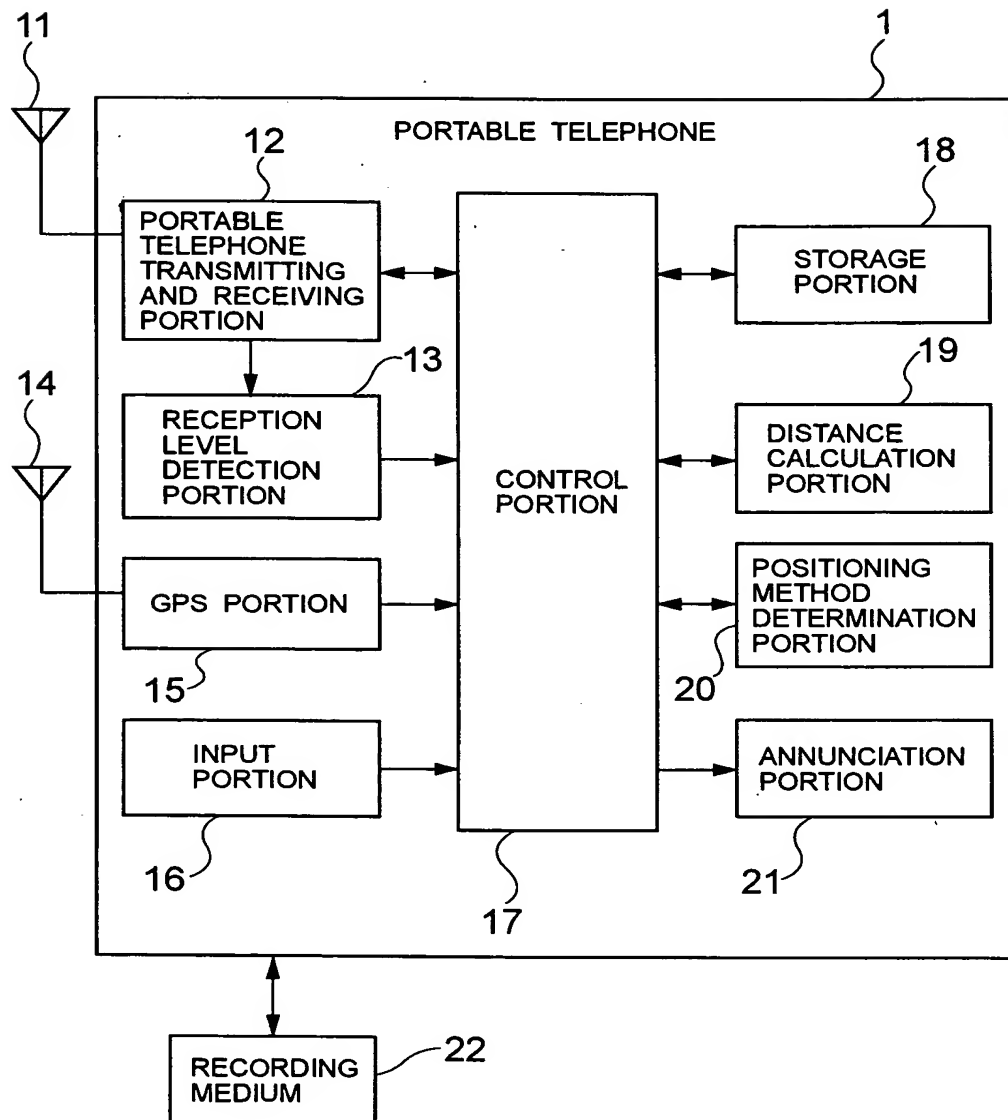 11
1
PORTABLE TELEPHONE
12
PORTABLE
TELEPHONE
TRANSMITTING
AND RECEIVING
PORTION
13
RECEPTION
LEVEL
DETECTION
PORTION
14
GPS PORTION
15
INPUT
PORTION
16
CONTROL
PORTION
17
18
STORAGE
PORTION
19
DISTANCE
CALCULATION
PORTION
POSITIONING
METHOD
DETERMINATION
PORTION
20
ANNUNCIATION
PORTION
21
RECORDING
MEDIUM
22